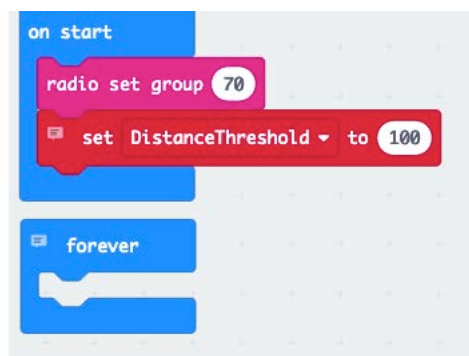 on start
radio set group 70
set DistanceThreshold to 100
forever